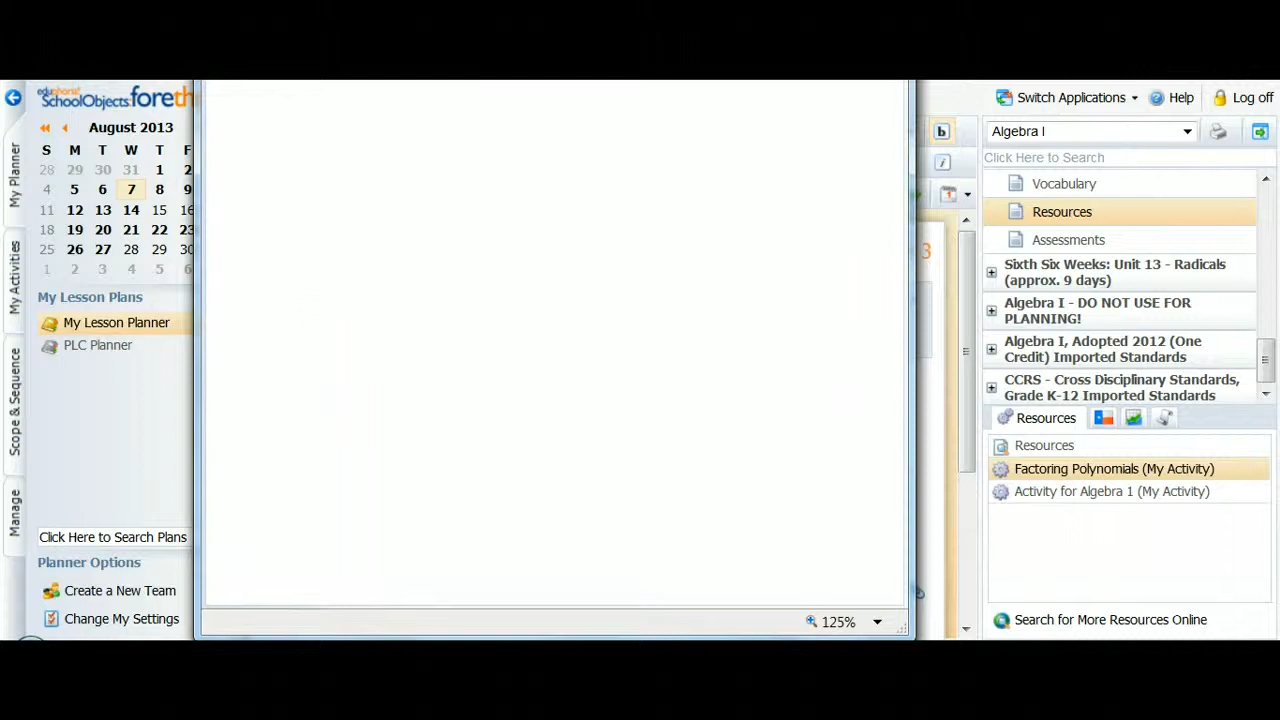 eduphoria!
SchoolObjects:foreth
August 2013
S M T W T F
28 29 30 31 1 2
4 5 6 7 8 9
11 12 13 14 15 16
18 19 20 21 22 23
25 26 27 28 29 30
1 2 3 4 5 6
My Planner
My Activities
Scope & Sequence
Manage
My Lesson Plans
My Lesson Planner
PLC Planner
Click Here to Search Plans
Planner Options
Create a New Team
Change My Settings
125%
b
i
1
3
Switch Applications
Help
Log off
Algebra I
Click Here to Search
Vocabulary
Resources
Assessments
Sixth Six Weeks: Unit 13 - Radicals
(approx. 9 days)
Algebra I - DO NOT USE FOR
PLANNING!
Algebra I, Adopted 2012 (One
Credit) Imported Standards
CCRS - Cross Disciplinary Standards,
Grade K-12 Imported Standards
Resources
Resources
Factoring Polynomials (My Activity)
Activity for Algebra 1 (My Activity)
Search for More Resources Online